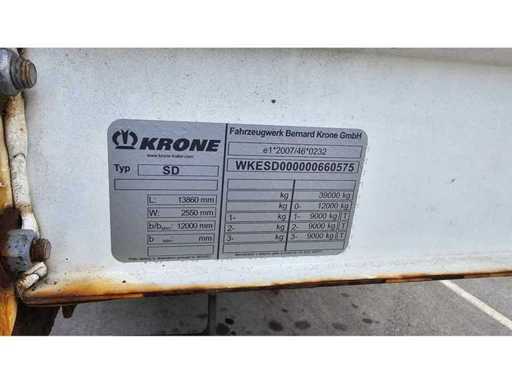 KRONE
www.krone-trailer.com
Typ SD
L: 13860 mm
W: 2550 mm
b/b 12000 mm
b mm
Fahrzeugwerk Bernard Krone GmbH
e1*2007/46*0232
WKESD000000660575
kg 39000 kg
kg 0- 12000 kg
1- kg 1- 9000 kg T
2- kg 2- 9000 kg T
3- kg 3- 9000 kg T